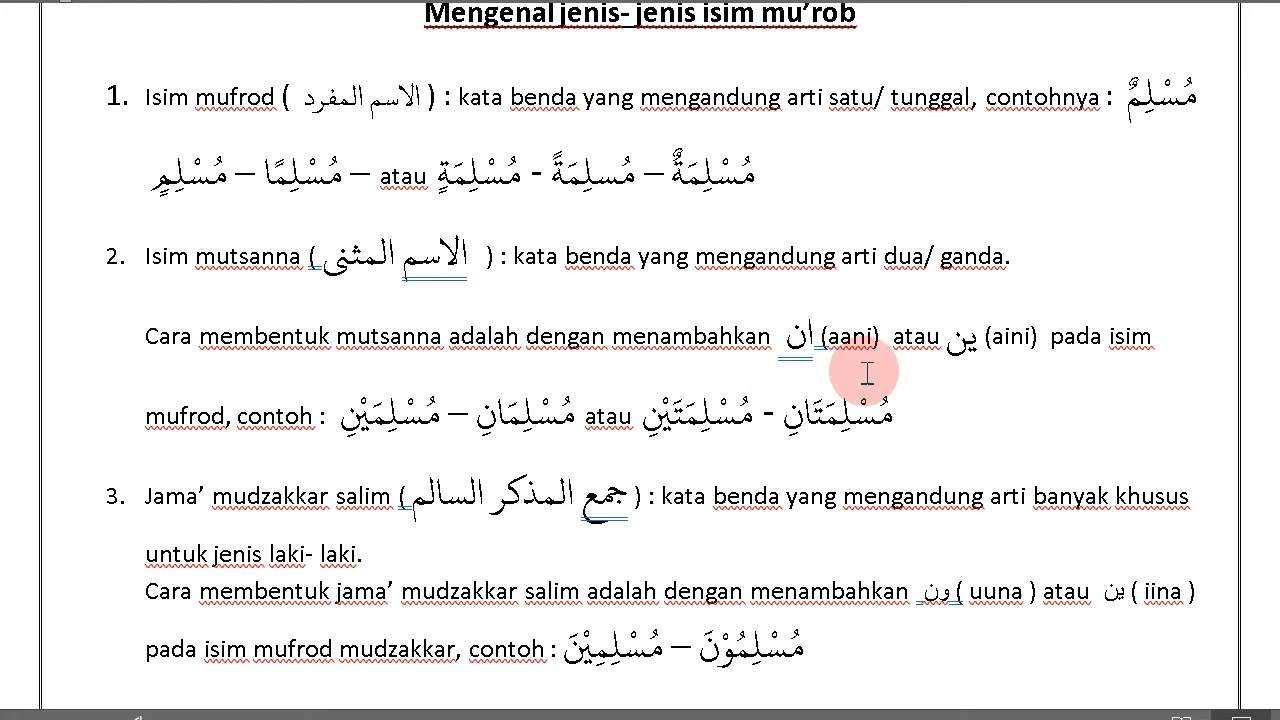 Mengenal jenis- jenis isim mu’rob
1. Isim mufrod ( الاسم المفرد ) : kata benda yang mengandung arti satu/ tunggal, contohnya : مُسْلِمٌ
مُسْلِمَةٌ – مُسلِمَةً - مُسْلِمَةٍ atau – مُسْلِمًا – مُسْلِمٍ
2. Isim mutsanna ( الاسم المثنى ) : kata benda yang mengandung arti dua/ ganda.
Cara membentuk mutsanna adalah dengan menambahkan ان (aani) atau ين (aini) pada isim
mufrod, contoh : مُسْلِمَانِ – مُسْلِمَيْنِ atau مُسْلِمَتَانِ - مُسْلِمَتَيْنِ
3. Jama’ mudzakkar salim ( جمع المذكر السالم ) : kata benda yang mengandung arti banyak khusus
untuk jenis laki- laki.
Cara membentuk jama’ mudzakkar salim adalah dengan menambahkan ون ( uuna ) atau ين ( iina )
pada isim mufrod mudzakkar, contoh : مُسْلِمُوْنَ – مُسْلِمِيْنَ